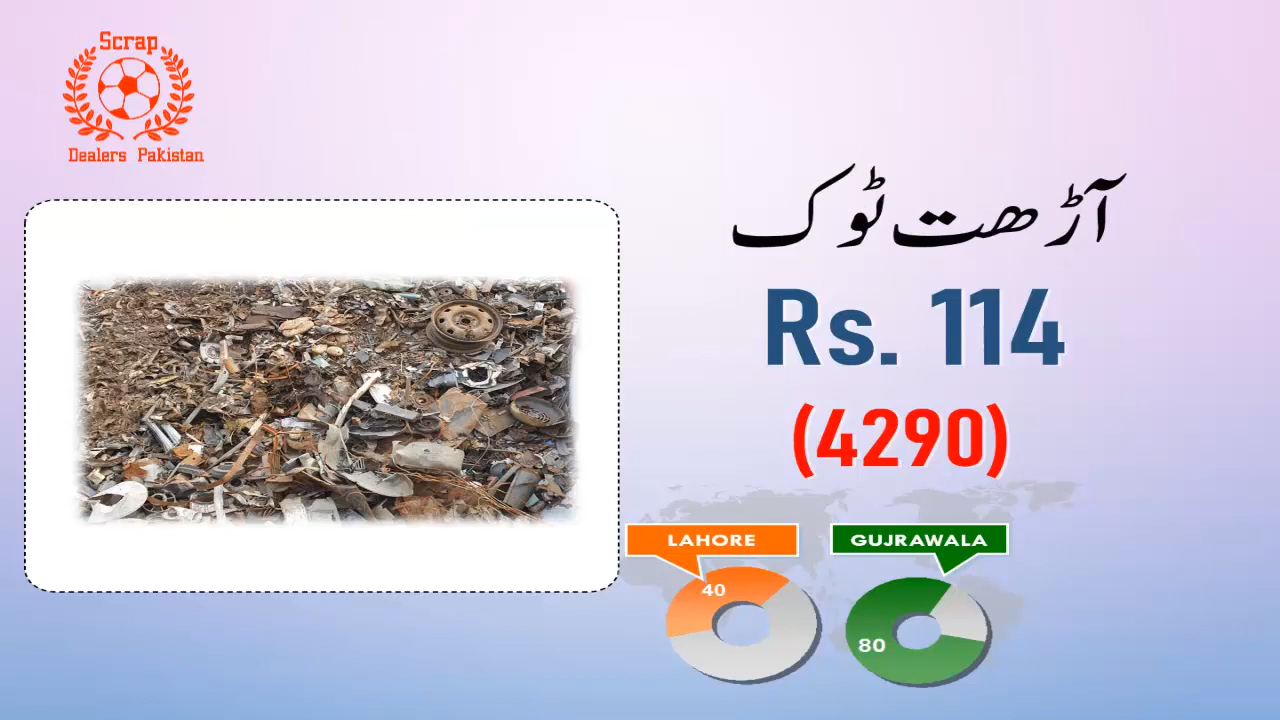 Scrap
Dealers Pakistan
آڑھت ٹوک
Rs. 114
(4290)
LAHORE
GUJRAWALA
40
80